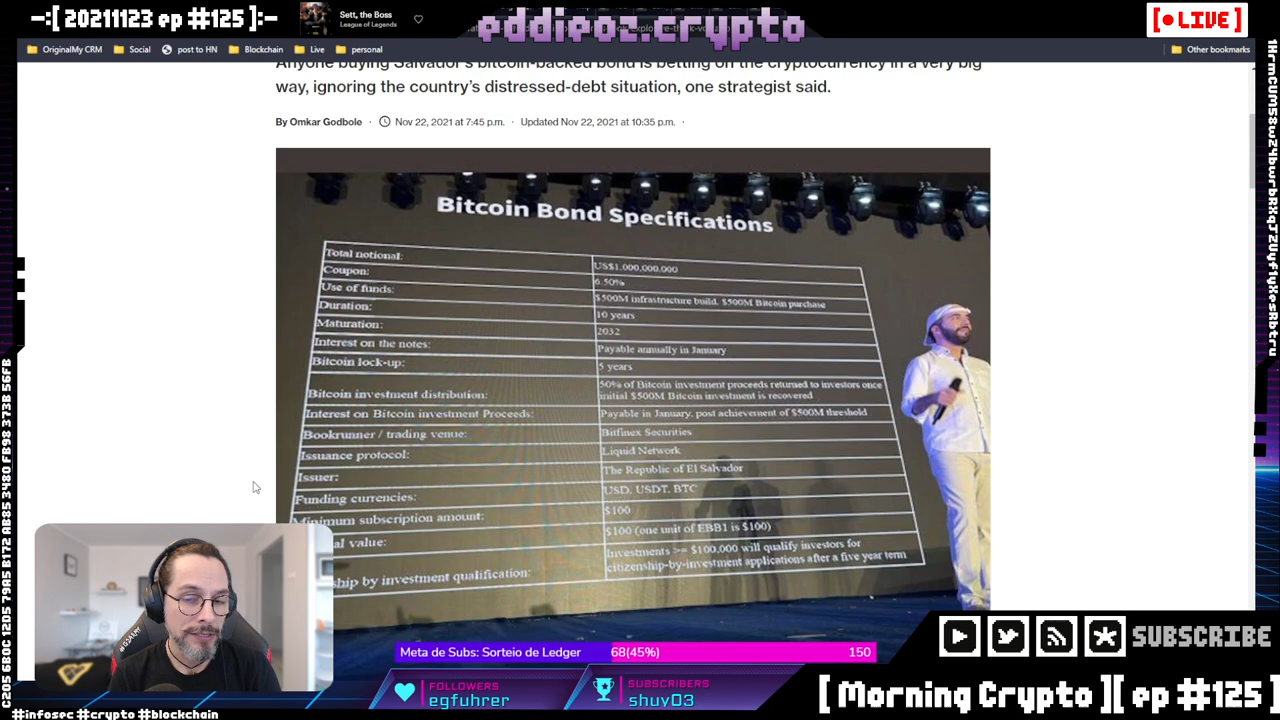 —:[ 20211123 ep #125 ]:—
Sett, the Boss
League of Legends
eddieoz.crypto
[●LIVE]
OriginalMy CRM
Social
post to HN
Blockchain
Live
personal
Other bookmarks
Anyone buying Salvador's bitcoin-backed bond is betting on the cryptocurrency in a very big
way, ignoring the country's distressed-debt situation, one strategist said.
By Omkar Godbole · Nov 22, 2021 at 7:45 p.m. · Updated Nov 22, 2021 at 10:35 p.m. ·
Bitcoin Bond Specifications
Total notional: US$1.000,000,000
Coupon: 6.50%
Use of funds: $500M infrastructure build, $500M Bitcoin purchase
Duration: 10 years
Maturation: 2032
Interest on the notes: Payable annually in January
Bitcoin lock-up: 5 years
Bitcoin investment distribution: 50% of Bitcoin investment proceeds returned to investors once
initial $500M Bitcoin investment is recovered
Interest on Bitcoin investment Proceeds: Payable in January, post achievement of $500M threshold
Bookrunner / trading venue: Bitfinex Securities
Issuance protocol: Liquid Network
Issuer: The Republic of El Salvador
Funding currencies: USD, USDT, BTC
Minimum subscription amount: $100
al value: $100 (one unit of EBB1 is $100)
ship by investment qualification: Investments >= $100,000 will qualify investors for
citizenship-by-investment applications after a five year term
Meta de Subs: Sorteio de Ledger 68(45%) 150
FOLLOWERS
egfuhrer
SUBSCRIBERS
shuy03
SUBSCRIBE
[ Morning Crypto ][ ep #125 ]
#infosec #crypto #blockchain